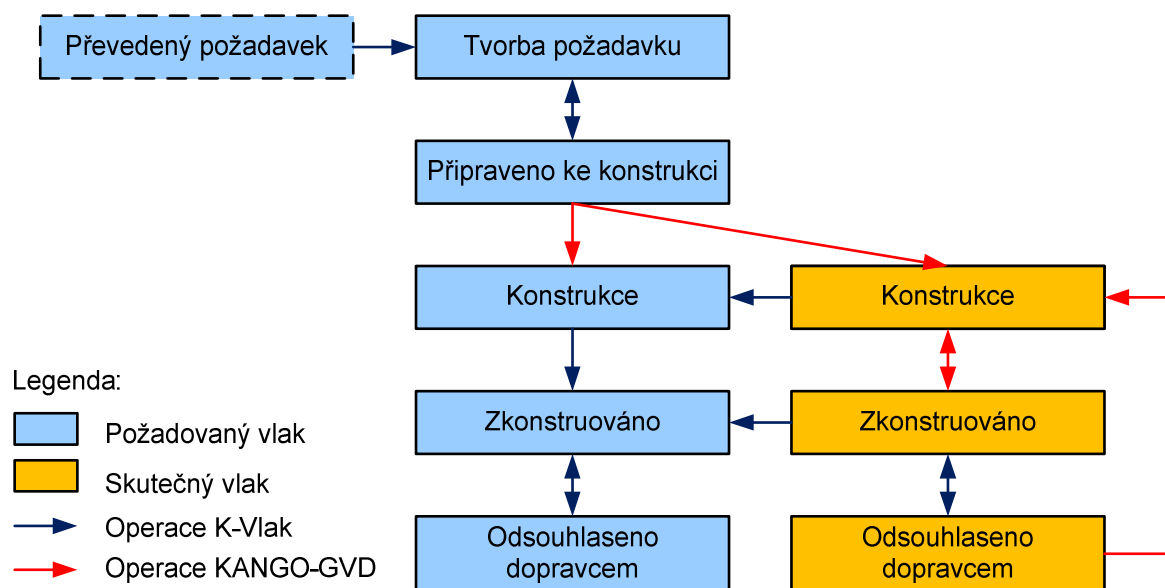 Převedený požadavek
Tvorba požadavku
Připraveno ke konstrukci
Konstrukce
Konstrukce
Zkonstruováno
Zkonstruováno
Odsouhlaseno
dopravcem
Odsouhlaseno
dopravcem
Legenda:
Požadovaný vlak
Skutečný vlak
Operace K-Vlak
Operace KANGO-GVD